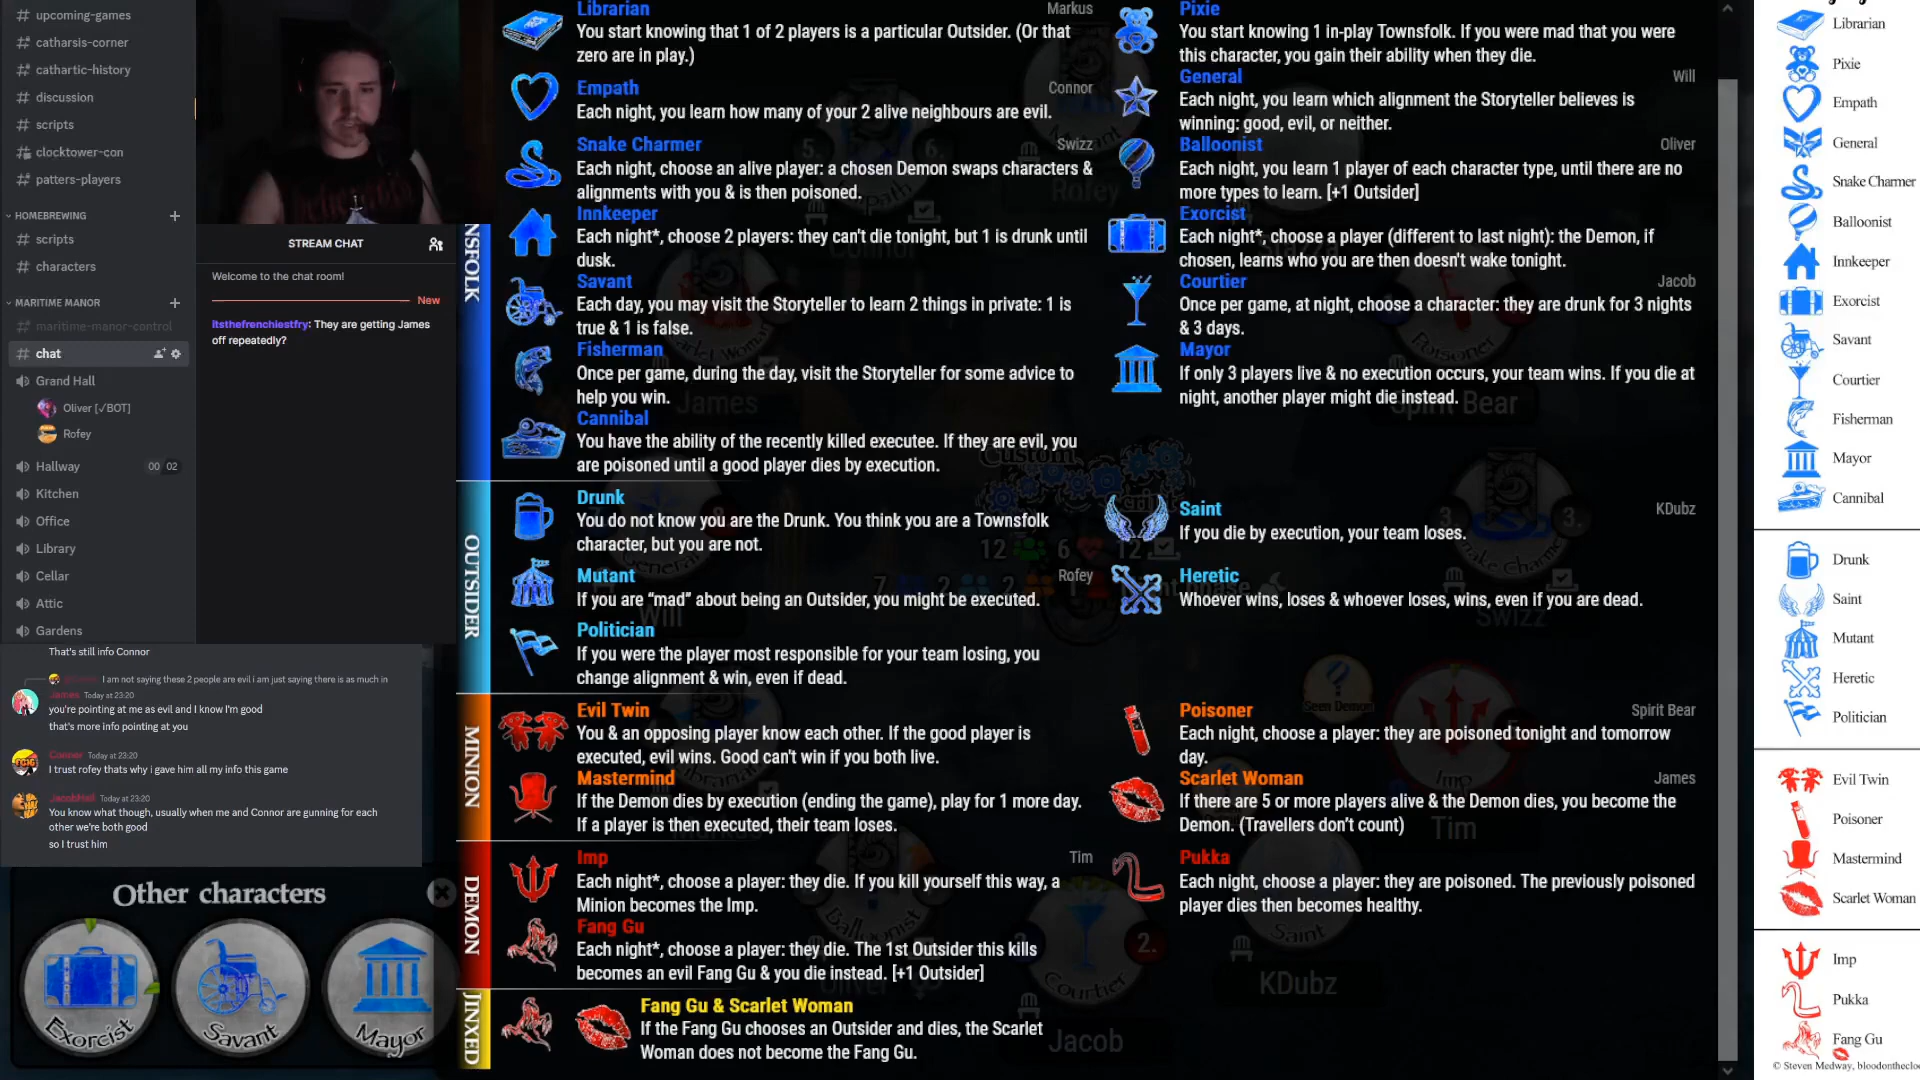 upcoming-games
catharsis-corner
cathartic-history
discussion
scripts
clocktower-con
patters-players
HOMEBREWING
scripts
characters
MARITIME MANOR
maritime-manor-control
chat
Grand Hall
Oliver [✓BOT]
Rofey
Hallway 00 02
Kitchen
Office
Library
Cellar
Attic
Gardens
STREAM CHAT
Welcome to the chat room!
New
Itsthefrenchiestfry: They are getting James
off repeatedly?
That's still info Connor
I am not saying these 2 people are evil i am just saying there is as much in
James Today at 23:20
you're pointing at me as evil and I know I'm good
that's more info pointing at you
Connor Today at 23:20
I trust rofey thats why i gave him all my info this game
Today at 23:20
You know what though, usually when me and Connor are gunning for each
other we're both good
so I trust him
Other characters
Exorcist
Savant
Mayor
NSFOLK
Librarian Markus
You start knowing that 1 of 2 players is a particular Outsider. (Or that
zero are in play.)
Pixie
You start knowing 1 in-play Townsfolk. If you were mad that you were
this character, you gain their ability when they die.
Empath Connor
Each night, you learn how many of your 2 alive neighbours are evil.
General Will
Each night, you learn which alignment the Storyteller believes is
winning: good, evil, or neither.
Snake Charmer Swizz
Each night, choose an alive player: a chosen Demon swaps characters &
alignments with you & is then poisoned.
Balloonist Oliver
Each night, you learn 1 player of each character type, until there are no
more types to learn. [+1 Outsider]
Innkeeper
Each night*, choose 2 players: they can't die tonight, but 1 is drunk until
dusk.
Exorcist
Each night*, choose a player (different to last night): the Demon, if
chosen, learns who you are then doesn't wake tonight.
Savant
Each day, you may visit the Storyteller to learn 2 things in private: 1 is
true & 1 is false.
Courtier Jacob
Once per game, at night, choose a character: they are drunk for 3 nights
& 3 days.
Fisherman
Once per game, during the day, visit the Storyteller for some advice to
help you win.
Mayor
If only 3 players live & no execution occurs, your team wins. If you die at
night, another player might die instead.
Cannibal
You have the ability of the recently killed executee. If they are evil, you
are poisoned until a good player dies by execution.
OUTSIDER
Drunk
You do not know you are the Drunk. You think you are a Townsfolk
character, but you are not.
Saint KDubz
If you die by execution, your team loses.
Mutant Rofey
If you are “mad” about being an Outsider, you might be executed.
Heretic
Whoever wins, loses & whoever loses, wins, even if you are dead.
Politician
If you were the player most responsible for your team losing, you
change alignment & win, even if dead.
MINION
Evil Twin
You & an opposing player know each other. If the good player is
executed, evil wins. Good can't win if you both live.
Poisoner Spirit Bear
Each night, choose a player: they are poisoned tonight and tomorrow
day.
Mastermind
If the Demon dies by execution (ending the game), play for 1 more day.
If a player is then executed, their team loses.
Scarlet Woman James
If there are 5 or more players alive & the Demon dies, you become the
Demon. (Travellers don't count)
DEMON
Imp Tim
Each night*, choose a player: they die. If you kill yourself this way, a
Minion becomes the Imp.
Pukka
Each night, choose a player: they are poisoned. The previously poisoned
player dies then becomes healthy.
Fang Gu
Each night*, choose a player: they die. The 1st Outsider this kills
becomes an evil Fang Gu & you die instead. [+1 Outsider]
JINXED
Fang Gu & Scarlet Woman
If the Fang Gu chooses an Outsider and dies, the Scarlet
Woman does not become the Fang Gu.
Rofey
Connor
James
Spirit Bear
Custom
12 6 12
7 2 2 1
Will
Swizz
Seen Demon
Imp
Tim
Balloonist
Oliver
Courtier
2.
Jacob
Saint
KDubz
Librarian
Pixie
Empath
General
Snake Charmer
Balloonist
Innkeeper
Exorcist
Savant
Courtier
Fisherman
Mayor
Cannibal
Drunk
Saint
Mutant
Heretic
Politician
Evil Twin
Poisoner
Mastermind
Scarlet Woman
Imp
Pukka
Fang Gu
© Steven Medway, bloodontheclo